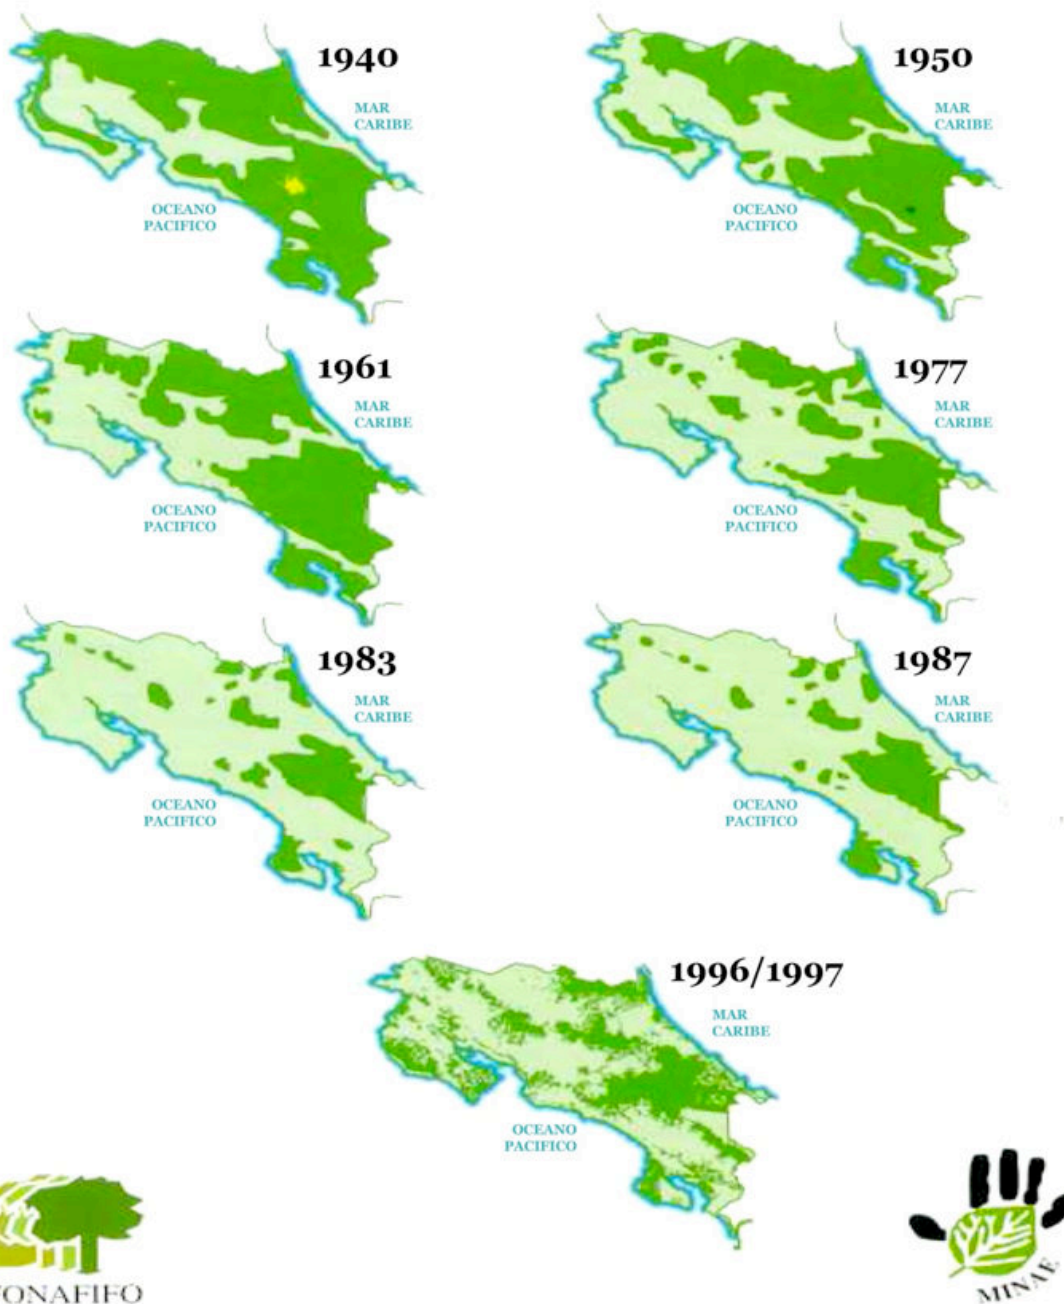 1940
MAR
CARIBE
OCEANO
PACIFICO
1950
MAR
CARIBE
OCEANO
PACIFICO
1961
MAR
CARIBE
OCEANO
PACIFICO
1977
MAR
CARIBE
OCEANO
PACIFICO
1983
MAR
CARIBE
OCEANO
PACIFICO
1987
MAR
CARIBE
OCEANO
PACIFICO
1996/1997
MAR
CARIBE
OCEANO
PACIFICO
FONAFIFO
MINAE